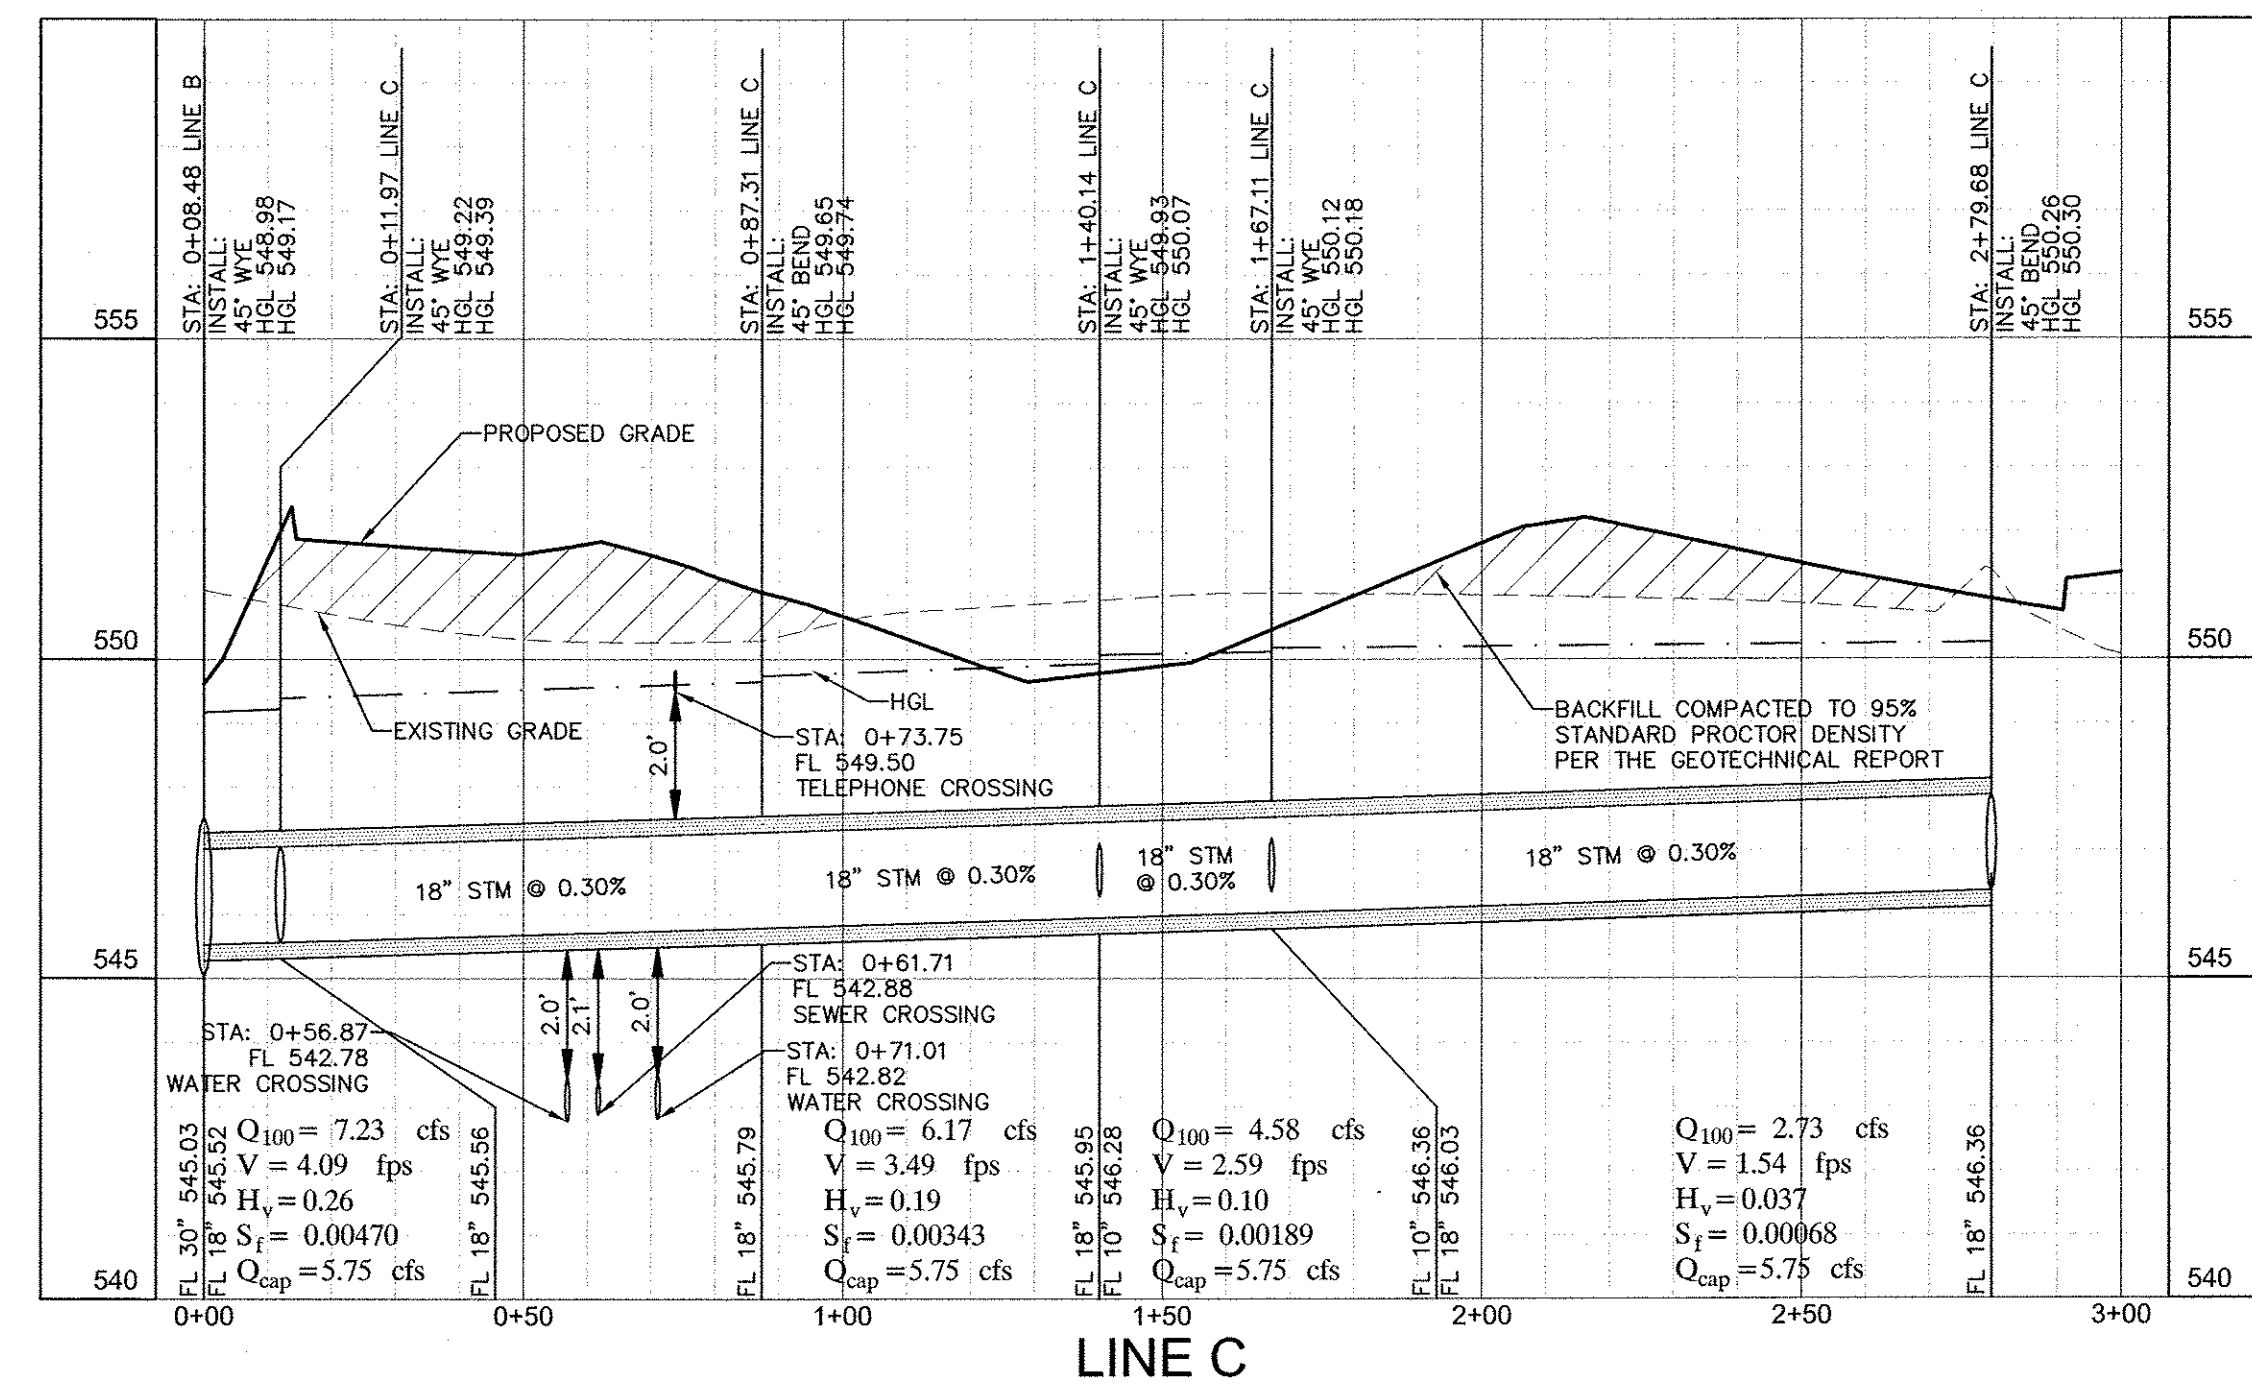 STA: 0+08.48 LINE B
INSTALL:
45° WYE
HGL 548.98
HGL 549.17
STA: 0+11.97 LINE C
INSTALL:
45° WYE
HGL 549.22
HGL 549.39
STA: 0+87.31 LINE C
INSTALL:
45° BEND
HGL 549.65
HGL 549.74
STA: 1+40.14 LINE C
INSTALL:
45° WYE
HGL 549.93
HGL 550.07
STA: 1+67.11 LINE C
INSTALL:
45° WYE
HGL 550.12
HGL 550.18
STA: 2+79.68 LINE C
INSTALL:
45° BEND
HGL 550.26
HGL 550.30
555
555
PROPOSED GRADE
550
550
EXISTING GRADE
HGL
2.0'
STA: 0+73.75
FL 549.50
TELEPHONE CROSSING
BACKFILL COMPACTED TO 95%
STANDARD PROCTOR DENSITY
PER THE GEOTECHNICAL REPORT
18" STM @ 0.30%
18" STM @ 0.30%
18" STM
@ 0.30%
18" STM @ 0.30%
545
545
STA: 0+56.87
FL 542.78
WATER CROSSING
2.0'
2.1'
2.0'
STA: 0+61.71
FL 542.88
SEWER CROSSING
STA: 0+71.01
FL 542.82
WATER CROSSING
FL 30" 545.03
FL 18" 545.52
Q100 = 7.23 cfs
V = 4.09 fps
Hv = 0.26
Sf = 0.00470
Qcap = 5.75 cfs
FL 18" 545.56
FL 18" 545.79
Q100 = 6.17 cfs
V = 3.49 fps
Hv = 0.19
Sf = 0.00343
Qcap = 5.75 cfs
FL 18" 545.95
FL 10" 546.28
Q100 = 4.58 cfs
V = 2.59 fps
Hv = 0.10
Sf = 0.00189
Qcap = 5.75 cfs
FL 10" 546.36
FL 18" 546.03
Q100 = 2.73 cfs
V = 1.54 fps
Hv = 0.037
Sf = 0.00068
Qcap = 5.75 cfs
FL 18" 546.36
540
540
0+00
0+50
1+00
1+50
2+00
2+50
3+00
LINE C